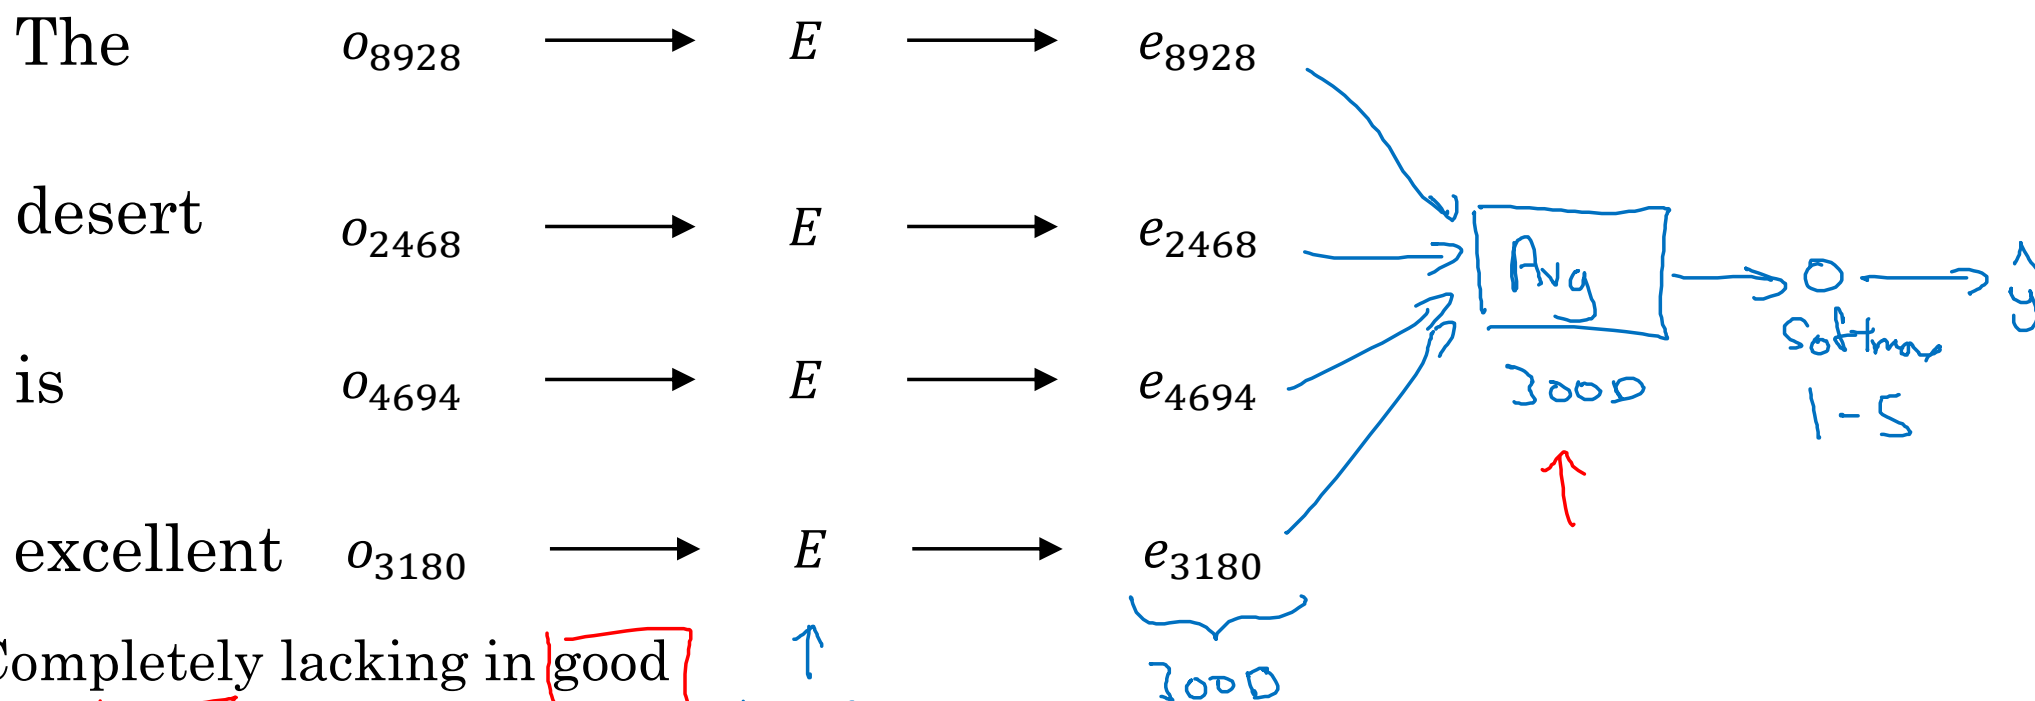 The o₈₉₂₈ → E → e₈₉₂₈
desert o₂₄₆₈ → E → e₂₄₆₈
Avg → O → ŷ
Softmax
is o₄₆₉₄ → E → e₄₆₉₄
300D
1-5
excellent o₃₁₈₀ → E → e₃₁₈₀
Completely lacking in good
300D